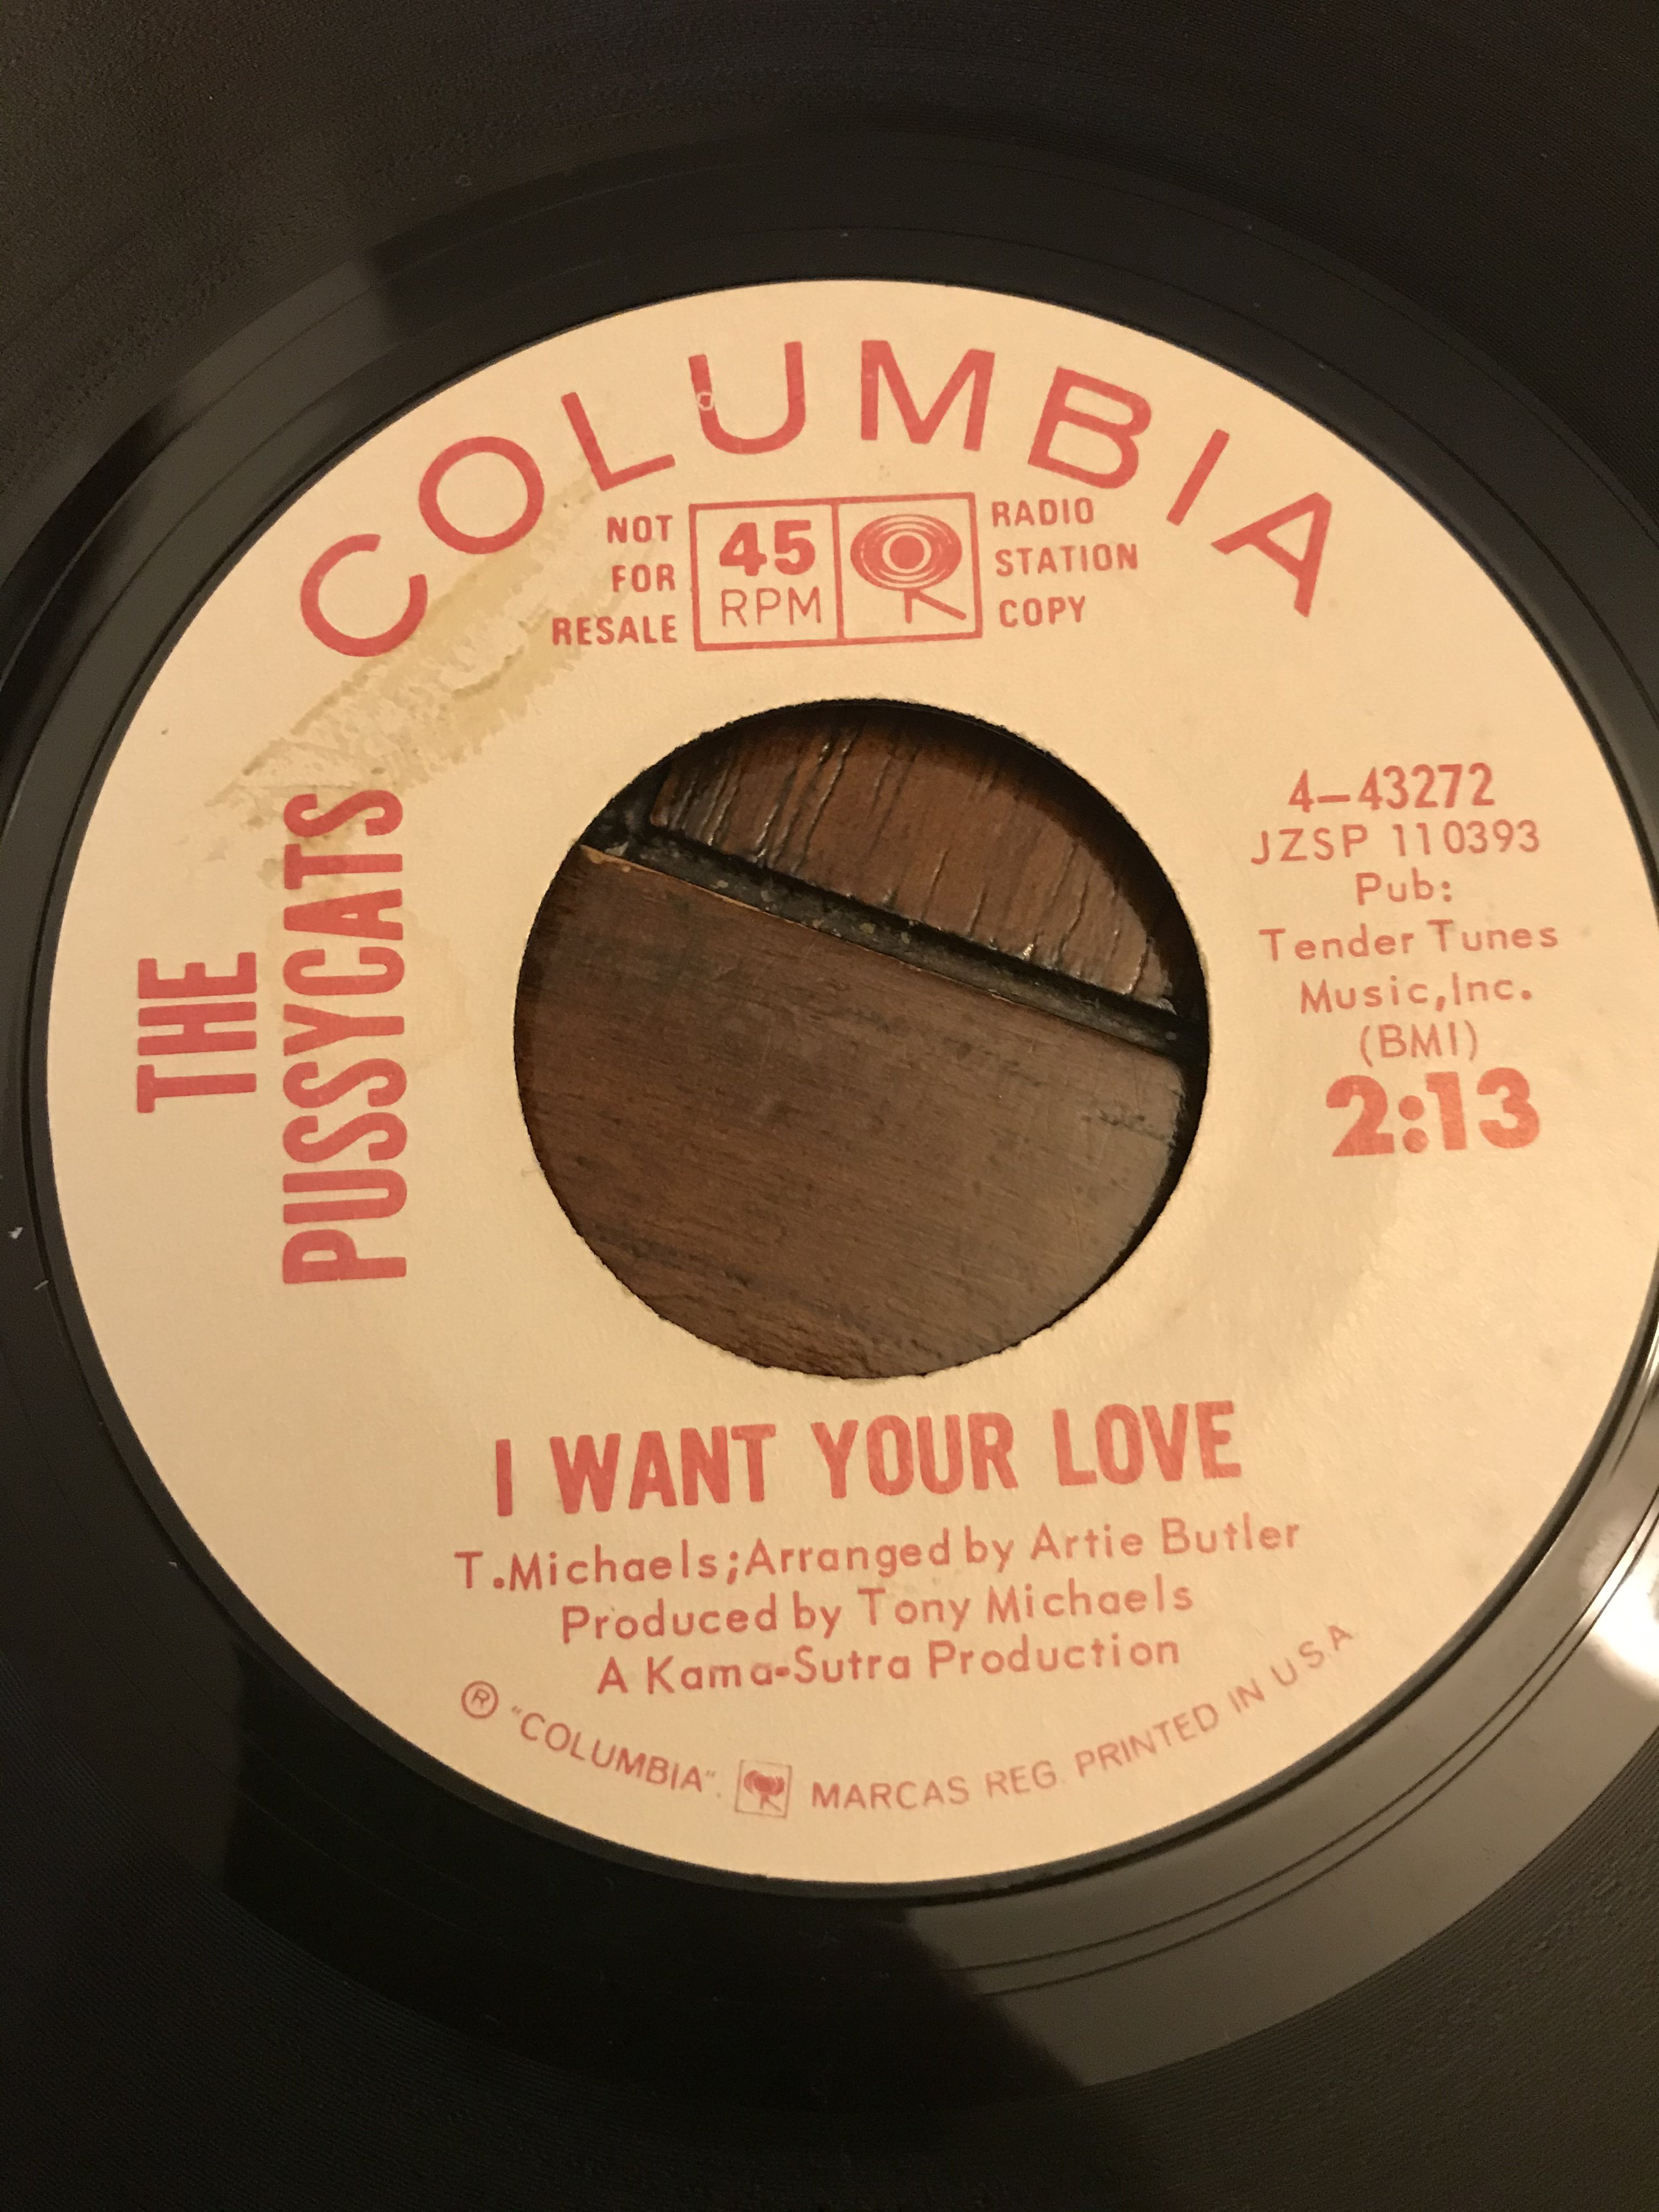 COLUMBIA
NOT
FOR
RESALE
45
RPM
RADIO
STATION
COPY
THE
PUSSYCATS
4-43272
JZSP 110393
Pub:
Tender Tunes
Music,Inc.
(BMI)
2:13
I WANT YOUR LOVE
T.Michaels;Arranged by Artie Butler
Produced by Tony Michaels
A Kama-Sutra Production
® "COLUMBIA". MARCAS REG. PRINTED IN U S A